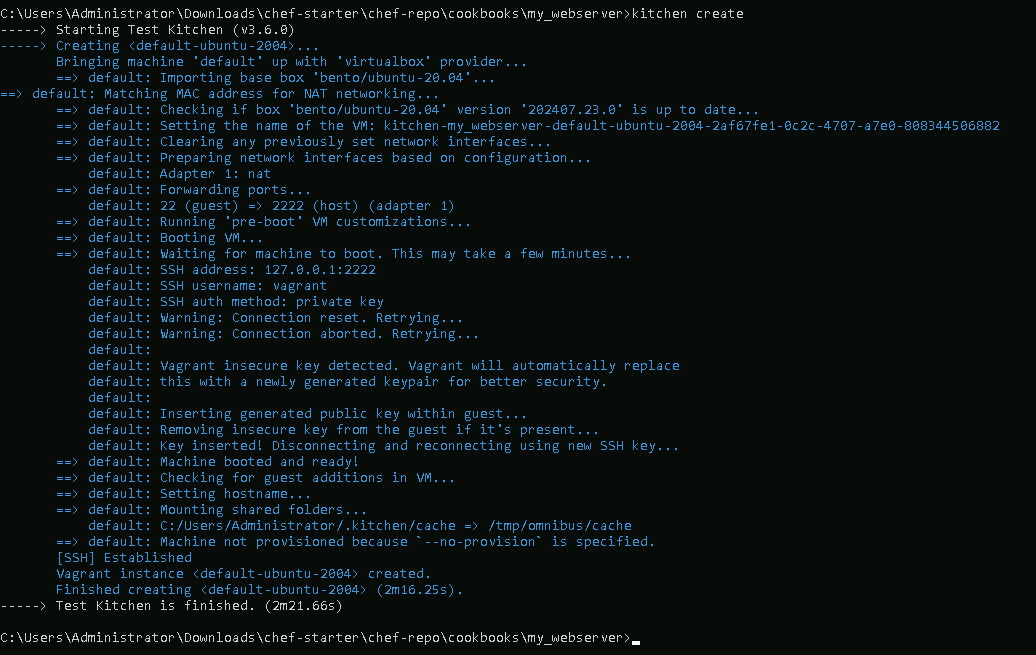 C:\Users\Administrator\Downloads\chef-starter\chef-repo\cookbooks\my_webserver>kitchen create
-----> Starting Test Kitchen (v3.6.0)
-----> Creating <default-ubuntu-2004>...
       Bringing machine 'default' up with 'virtualbox' provider...
       ==> default: Importing base box 'bento/ubuntu-20.04'...
==> default: Matching MAC address for NAT networking...
       ==> default: Checking if box 'bento/ubuntu-20.04' version '202407.23.0' is up to date...
       ==> default: Setting the name of the VM: kitchen-my_webserver-default-ubuntu-2004-2af67fe1-0c2c-4707-a7e0-808344506882
       ==> default: Clearing any previously set network interfaces...
       ==> default: Preparing network interfaces based on configuration...
           default: Adapter 1: nat
       ==> default: Forwarding ports...
           default: 22 (guest) => 2222 (host) (adapter 1)
       ==> default: Running 'pre-boot' VM customizations...
       ==> default: Booting VM...
       ==> default: Waiting for machine to boot. This may take a few minutes...
           default: SSH address: 127.0.0.1:2222
           default: SSH username: vagrant
           default: SSH auth method: private key
           default: Warning: Connection reset. Retrying...
           default: Warning: Connection aborted. Retrying...
           default:
           default: Vagrant insecure key detected. Vagrant will automatically replace
           default: this with a newly generated keypair for better security.
           default:
           default: Inserting generated public key within guest...
           default: Removing insecure key from the guest if it's present...
           default: Key inserted! Disconnecting and reconnecting using new SSH key...
       ==> default: Machine booted and ready!
       ==> default: Checking for guest additions in VM...
       ==> default: Setting hostname...
       ==> default: Mounting shared folders...
           default: C:/Users/Administrator/.kitchen/cache => /tmp/omnibus/cache
       ==> default: Machine not provisioned because `--no-provision` is specified.
       [SSH] Established
       Vagrant instance <default-ubuntu-2004> created.
       Finished creating <default-ubuntu-2004> (2m16.25s).
-----> Test Kitchen is finished. (2m21.66s)
C:\Users\Administrator\Downloads\chef-starter\chef-repo\cookbooks\my_webserver>